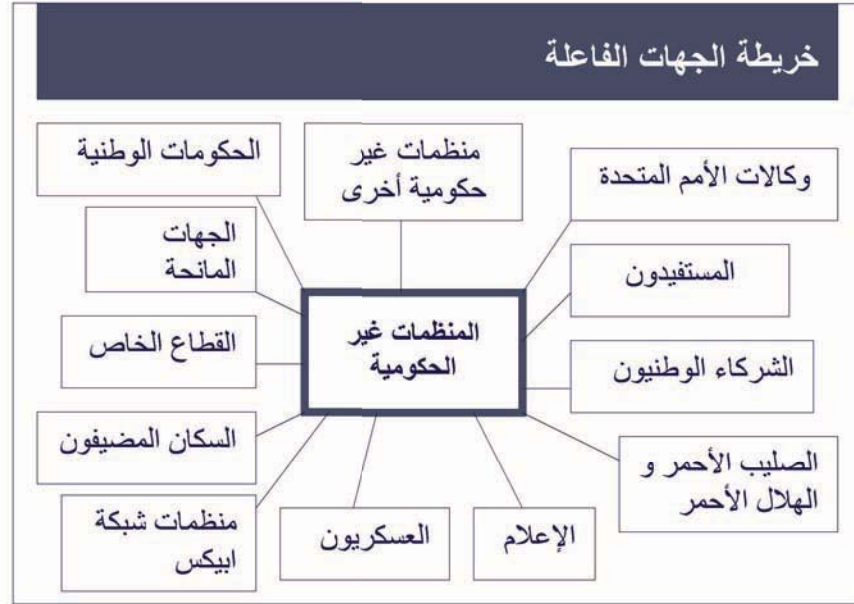 خريطة الجهات الفاعلة
وكالات الأمم المتحدة
منظمات غير
حكومية أخرى
الحكومات الوطنية
المستفيدون
الجهات
المانحة
المنظمات غير
الحكومية
القطاع الخاص
الشركاء الوطنيون
السكان المضيفون
الصليب الأحمر و
الهلال الأحمر
الإعلام
العسكريون
منظمات شبكة
ابيكس